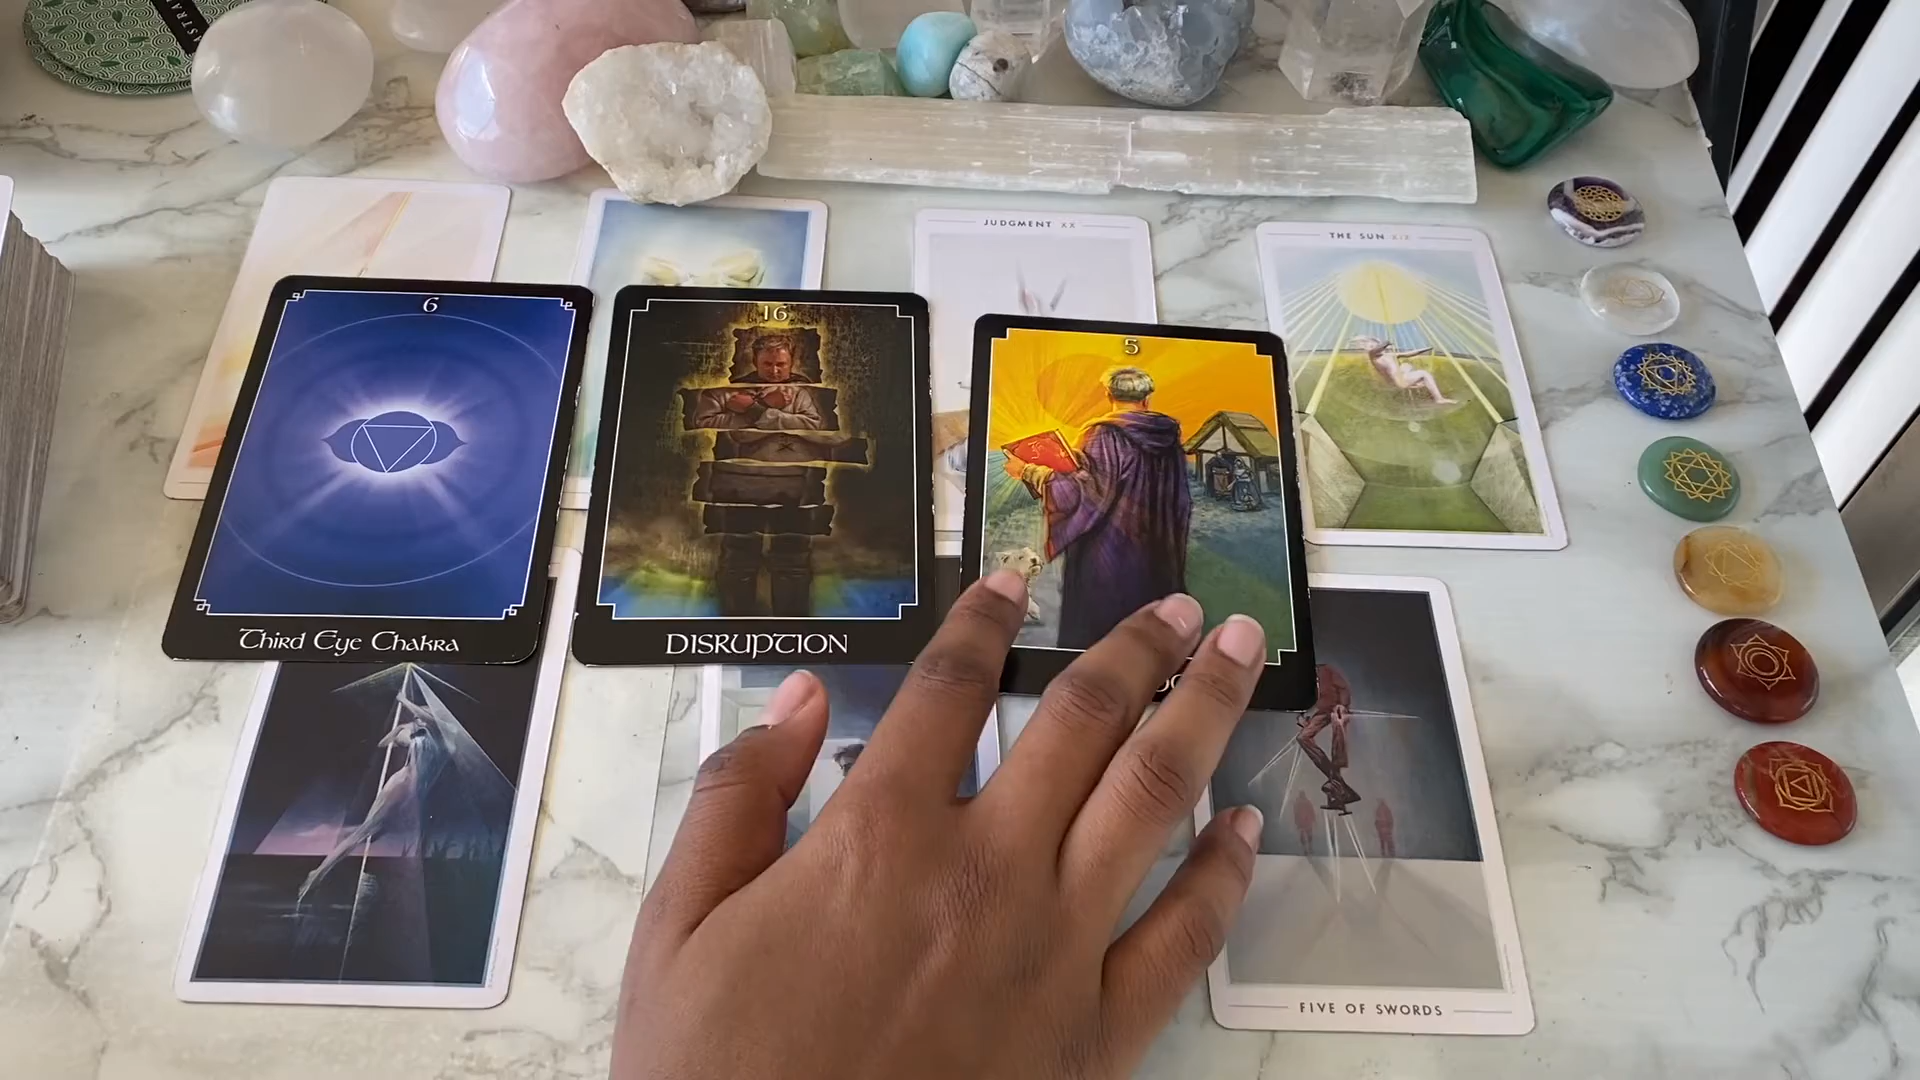 JUDGMENT XX
THE SUN XIX
6
16
5
Third Eye Chakra
DISRUPTION
FIVE OF SWORDS